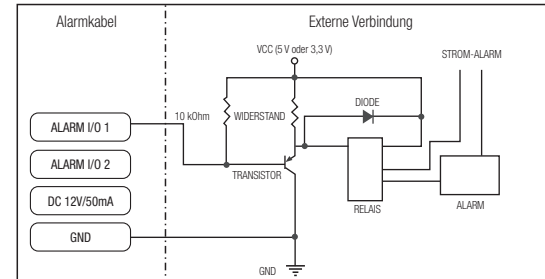 Alarmkabel
Externe Verbindung
VCC (5 V oder 3,3 V)
STROM-ALARM
DIODE
10 kOhm
WIDERSTAND
ALARM I/O 1
ALARM I/O 2
TRANSISTOR
DC 12V/50mA
RELAIS
ALARM
GND
GND